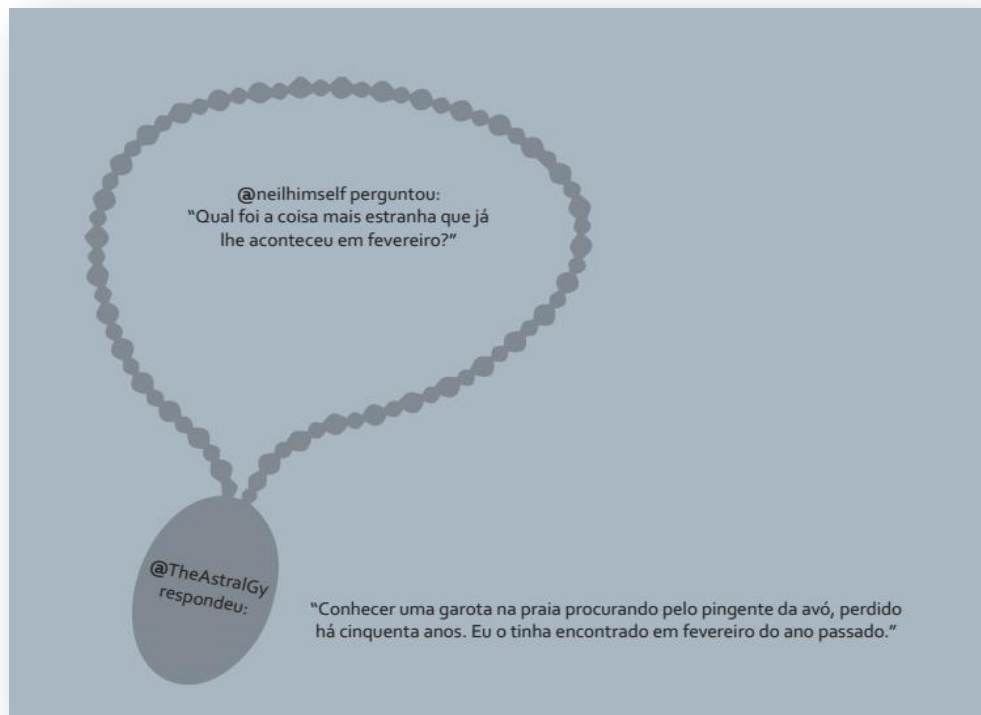 @neilhimself perguntou:
“Qual foi a coisa mais estranha que já
lhe aconteceu em fevereiro?”
@TheAstralGy
respondeu:
“Conhecer uma garota na praia procurando pelo pingente da avó, perdido
há cinquenta anos. Eu o tinha encontrado em fevereiro do ano passado.”